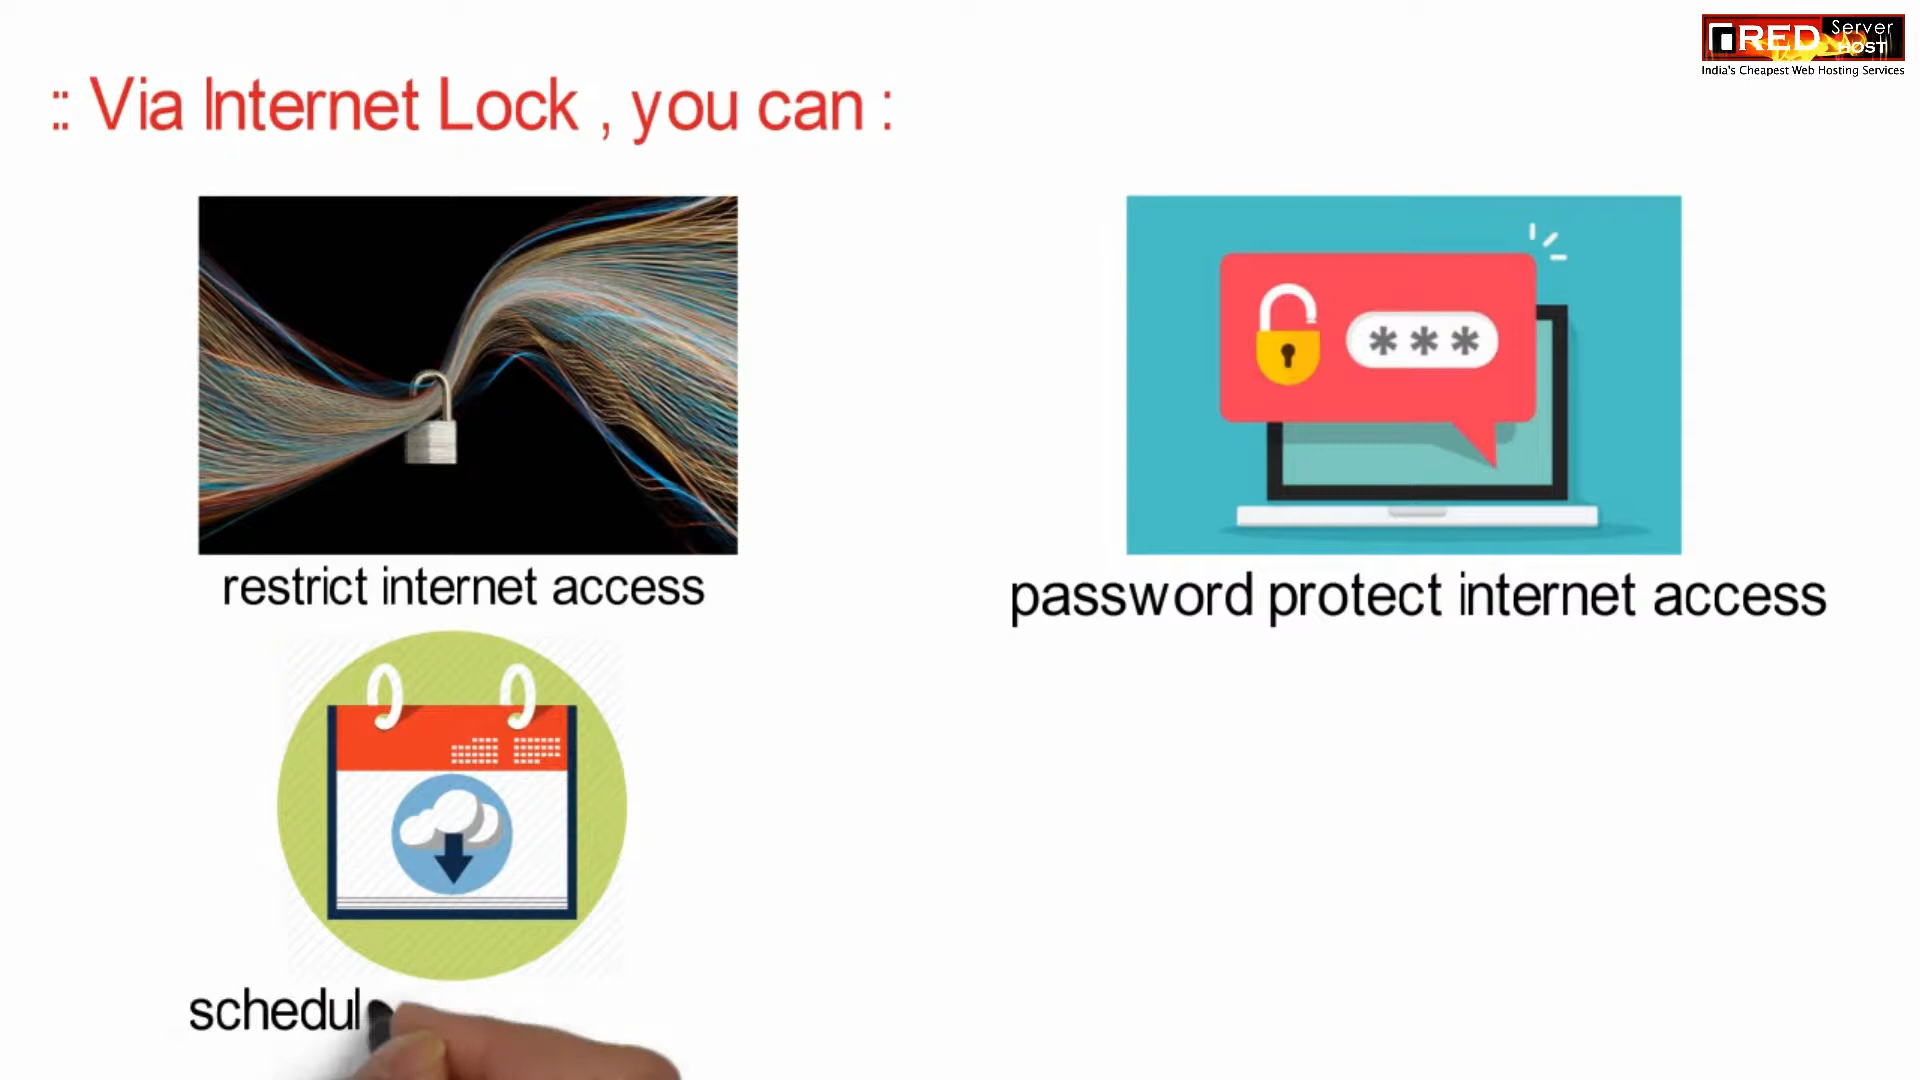 RED Server
HOST
India's Cheapest Web Hosting Services
:: Via Internet Lock , you can :
***
restrict internet access
password protect internet access
schedul